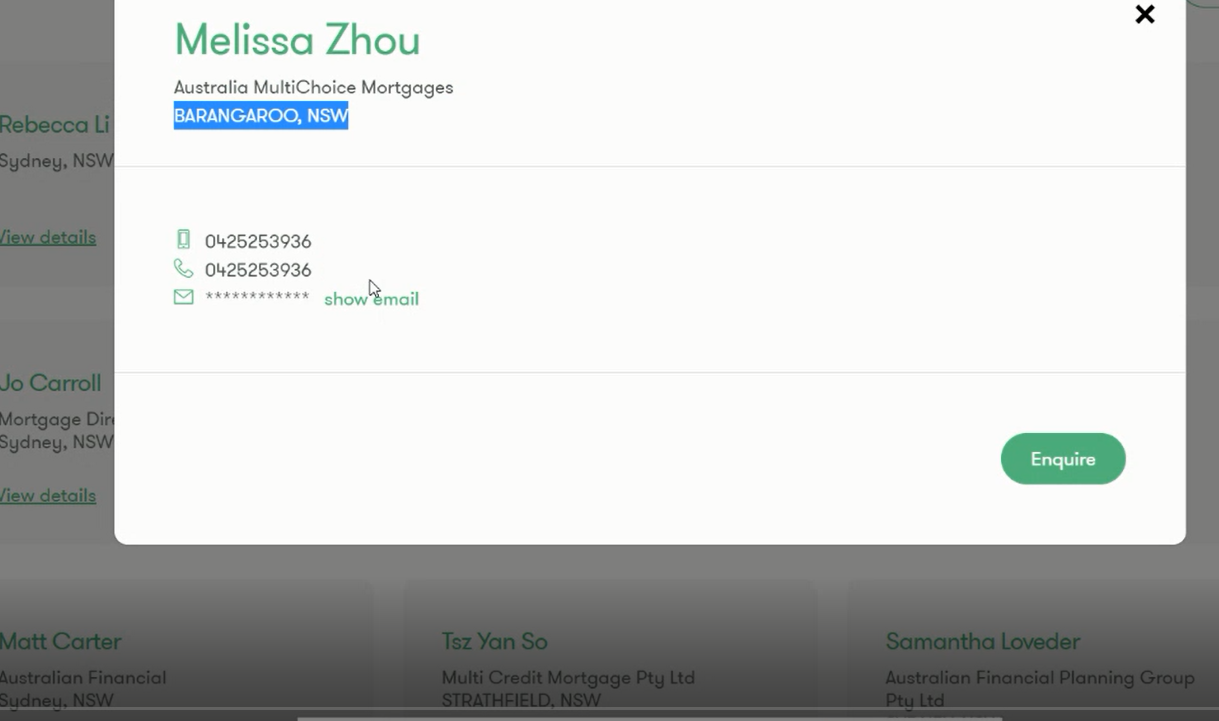 Melissa Zhou
Australia MultiChoice Mortgages
BARANGAROO, NSW
0425253936
0425253936
************ show email
Enquire
Rebecca Li
Sydney, NSW
View details
Jo Carroll
Mortgage Dire
Sydney, NSW
View details
Matt Carter
Australian Financial
Sydney, NSW
Tsz Yan So
Multi Credit Mortgage Pty Ltd
STRATHFIELD, NSW
Samantha Loveder
Australian Financial Planning Group
Pty Ltd